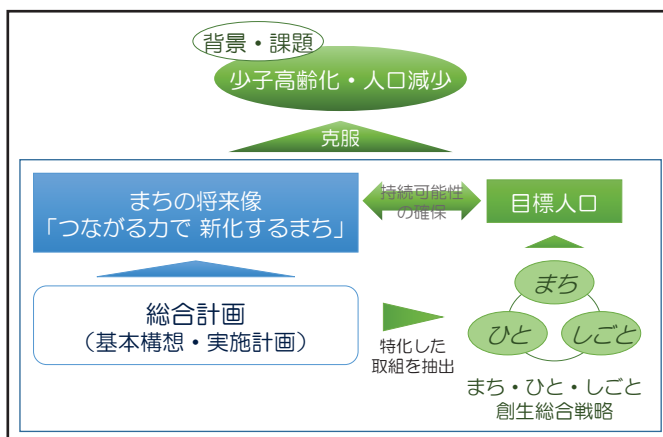 背景・課題
少子高齢化・人口減少
克服
まちの将来像
「つながる力で 新化するまち」
持続可能性
の確保
目標人口
総合計画
（基本構想・実施計画）
特化した
取組を抽出
まち
ひと
しごと
まち・ひと・しごと
創生総合戦略